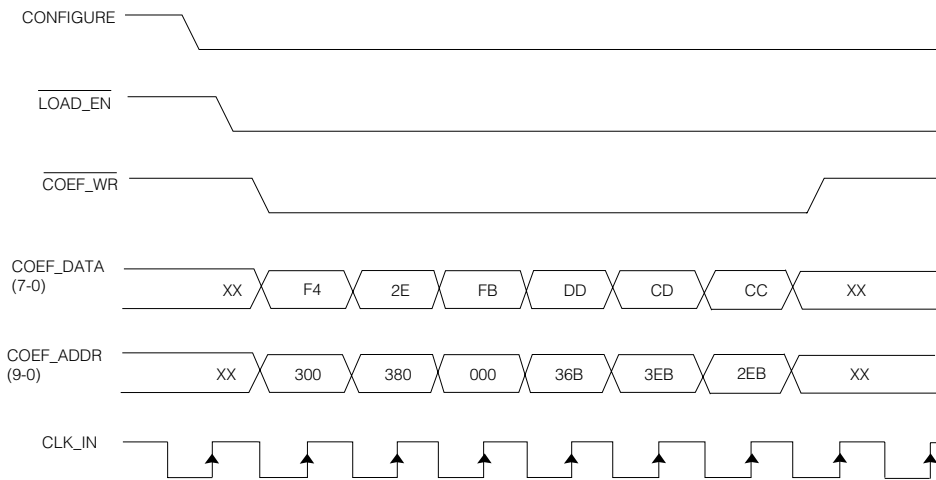 CONFIGURE
LOAD_EN
COEF_WR
COEF_DATA
(7-0)
XX F4 2E FB DD CD CC XX
COEF_ADDR
(9-0)
XX 300 380 000 36B 3EB 2EB XX
CLK_IN